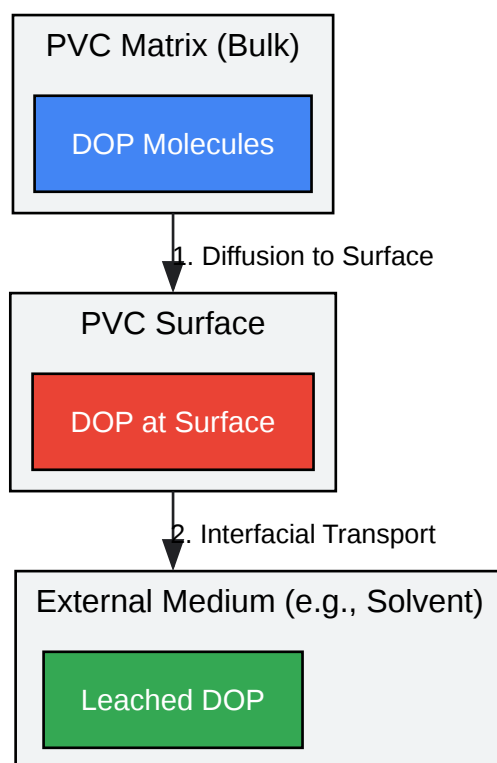 PVC Matrix (Bulk)
DOP Molecules
1. Diffusion to Surface
PVC Surface
DOP at Surface
2. Interfacial Transport
External Medium (e.g., Solvent)
Leached DOP